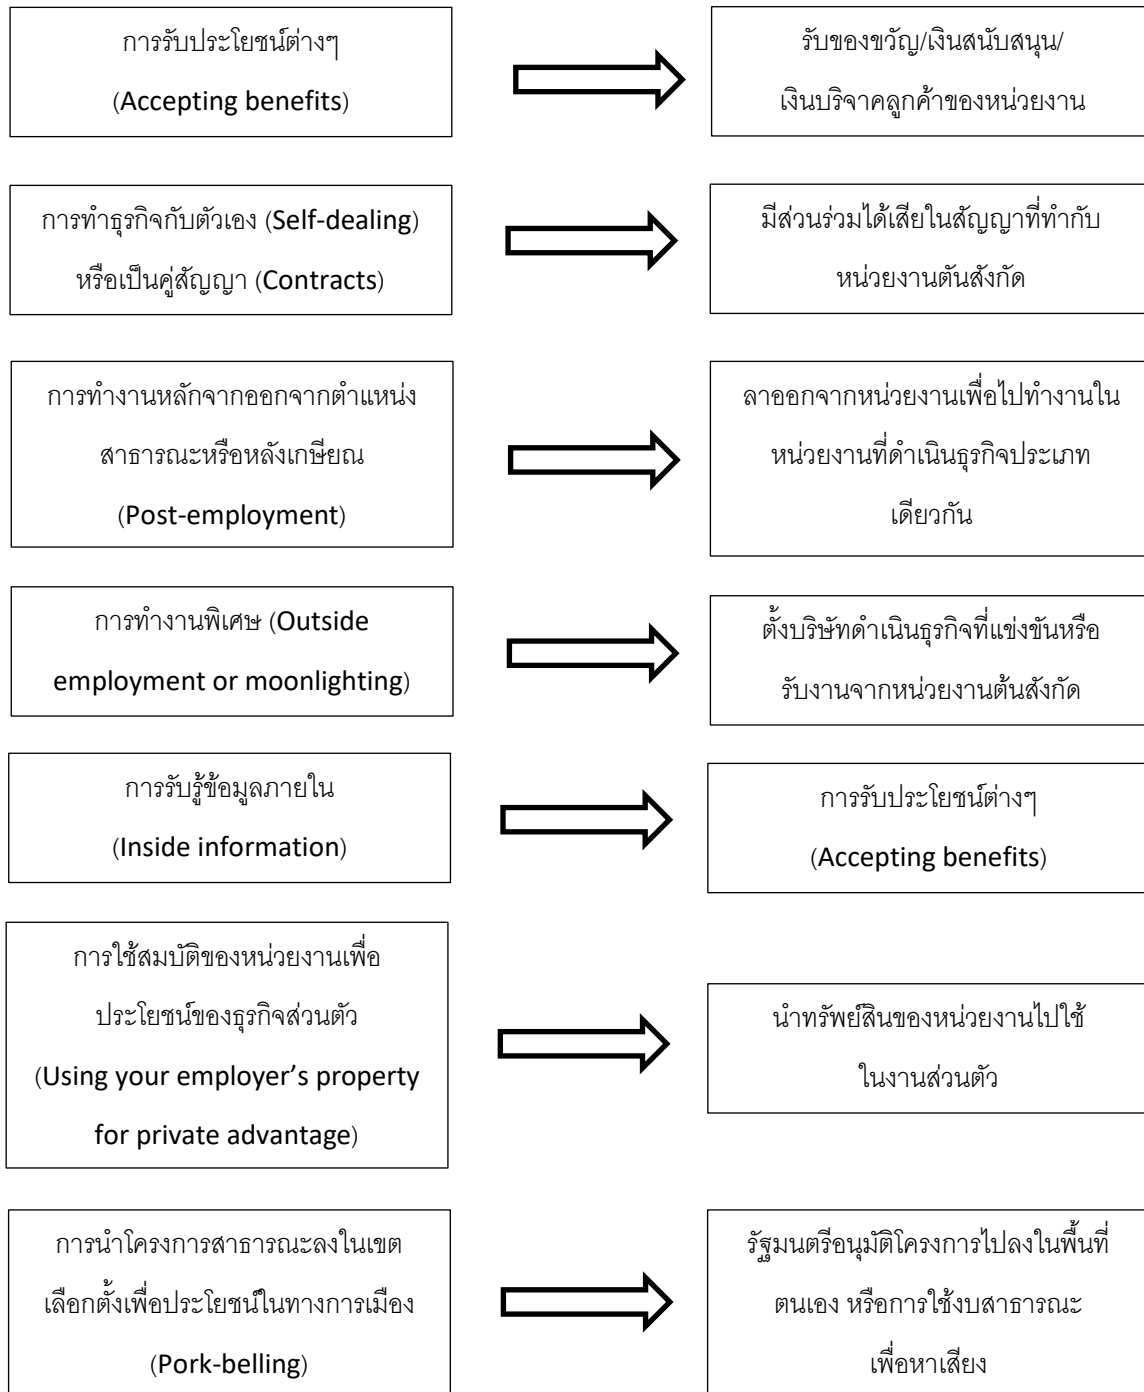 การรับประโยชน์ต่างๆ
(Accepting benefits)
รับของขวัญ/เงินสนับสนุน/
เงินบริจาคลูกค้าของหน่วยงาน
การทำธุรกิจกับตัวเอง (Self-dealing)
หรือเป็นคู่สัญญา (Contracts)
มีส่วนร่วมได้เสียในสัญญาที่ทำกับ
หน่วยงานตันสังกัด
การทำงานหลักจากออกจากตำแหน่ง
สาธารณะหรือหลังเกษียณ
(Post-employment)
ลาออกจากหน่วยงานเพื่อไปทำงานใน
หน่วยงานที่ดำเนินธุรกิจประเภท
เดียวกัน
การทำงานพิเศษ (Outside
employment or moonlighting)
ตั้งบริษัทดำเนินธุรกิจที่แข่งขันหรือ
รับงานจากหน่วยงานต้นสังกัด
การรับรู้ข้อมูลภายใน
(Inside information)
การรับประโยชน์ต่างๆ
(Accepting benefits)
การใช้สมบัติของหน่วยงานเพื่อ
ประโยชน์ของธุรกิจส่วนตัว
(Using your employer’s property
for private advantage)
นำทรัพย์สินของหน่วยงานไปใช้
ในงานส่วนตัว
การนำโครงการสาธารณะลงในเขต
เลือกตั้งเพื่อประโยชน์ในทางการเมือง
(Pork-belling)
รัฐมนตรีอนุมัติโครงการไปลงในพื้นที่
ตนเอง หรือการใช้งบสาธารณะ
เพื่อหาเสียง